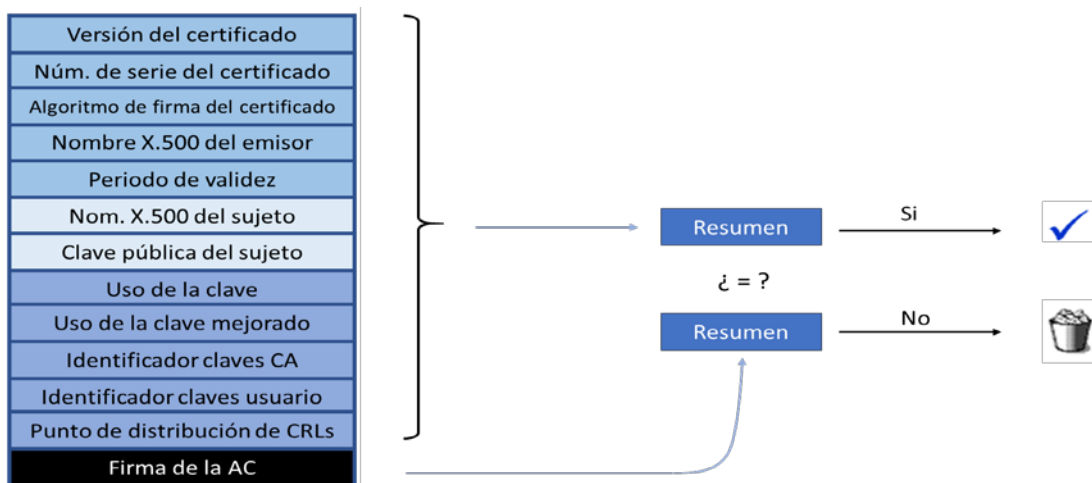 Versión del certificado
Núm. de serie del certificado
Algoritmo de firma del certificado
Nombre X.500 del emisor
Periodo de validez
Nom. X.500 del sujeto
Clave pública del sujeto
Uso de la clave
Uso de la clave mejorado
Identificador claves CA
Identificador claves usuario
Punto de distribución de CRLs
Firma de la AC
Resumen
Si
¿ = ?
Resumen
No